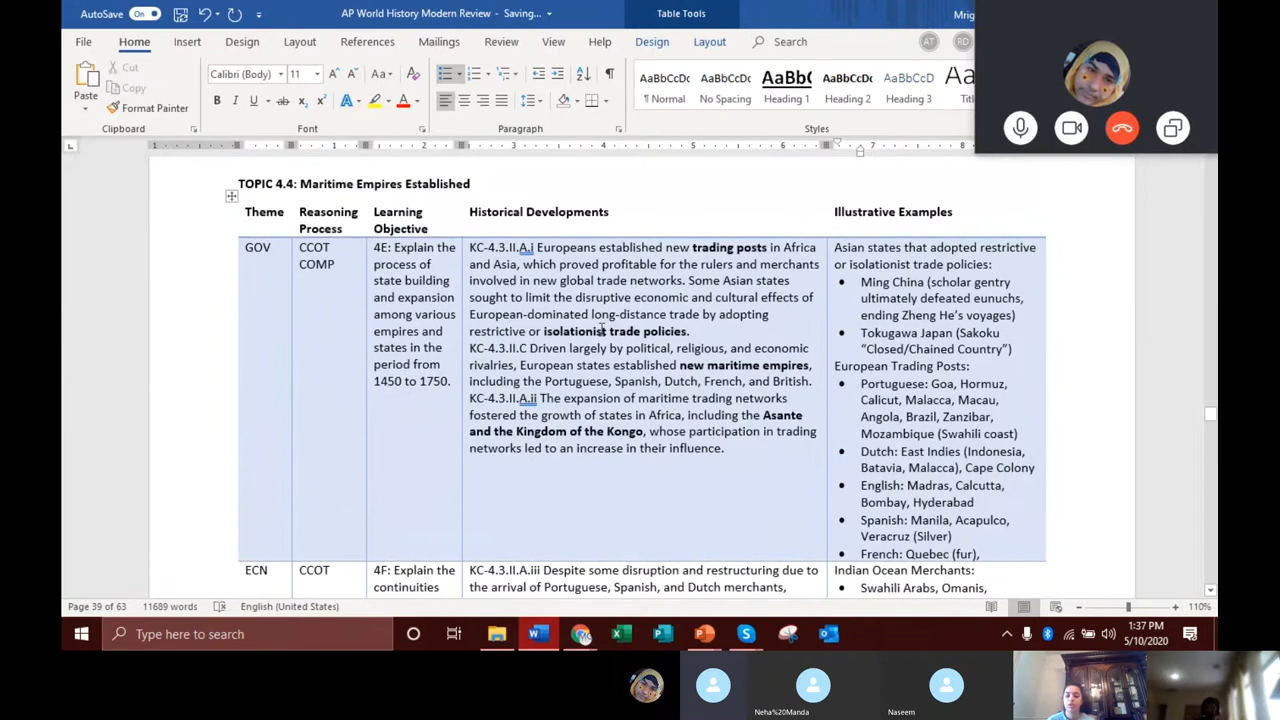 AutoSave On AP World History Modern Review - Saving... Table Tools Mrig
File Home Insert Design Layout References Mailings Review View Help Design Layout Search AT RD
Cut
Copy
Paste Format Painter
Calibri (Body) 11
AaBbCcDc AaBbCcDc AaBbC AaBbCcDc AaBbCcDc
¶ Normal No Spacing Heading 1 Heading 2 Heading 3
Clipboard Font Paragraph Styles
TOPIC 4.4: Maritime Empires Established
Theme Reasoning Process Learning Objective Historical Developments Illustrative Examples
GOV
CCOT
COMP
4E: Explain the
process of
state building
and expansion
among various
empires and
states in the
period from
1450 to 1750.
KC-4.3.II.A.i Europeans established new trading posts in Africa
and Asia, which proved profitable for the rulers and merchants
involved in new global trade networks. Some Asian states
sought to limit the disruptive economic and cultural effects of
European-dominated long-distance trade by adopting
restrictive or isolationist trade policies.
KC-4.3.II.C Driven largely by political, religious, and economic
rivalries, European states established new maritime empires,
including the Portuguese, Spanish, Dutch, French, and British.
KC-4.3.II.A.ii The expansion of maritime trading networks
fostered the growth of states in Africa, including the Asante
and the Kingdom of the Kongo, whose participation in trading
networks led to an increase in their influence.
Asian states that adopted restrictive
or isolationist trade policies:
• Ming China (scholar gentry
ultimately defeated eunuchs,
ending Zheng He’s voyages)
• Tokugawa Japan (Sakoku
“Closed/Chained Country”)
European Trading Posts:
• Portuguese: Goa, Hormuz,
Calicut, Malacca, Macau,
Angola, Brazil, Zanzibar,
Mozambique (Swahili coast)
• Dutch: East Indies (Indonesia,
Batavia, Malacca), Cape Colony
• English: Madras, Calcutta,
Bombay, Hyderabad
• Spanish: Manila, Acapulco,
Veracruz (Silver)
• French: Quebec (fur),
ECN
CCOT
4F: Explain the
continuities
KC-4.3.II.A.iii Despite some disruption and restructuring due to
the arrival of Portuguese, Spanish, and Dutch merchants,
Indian Ocean Merchants:
• Swahili Arabs, Omanis,
Page 39 of 63 11689 words English (United States) 110%
Type here to search
1:37 PM
5/10/2020
Neha%20Manda Naseem